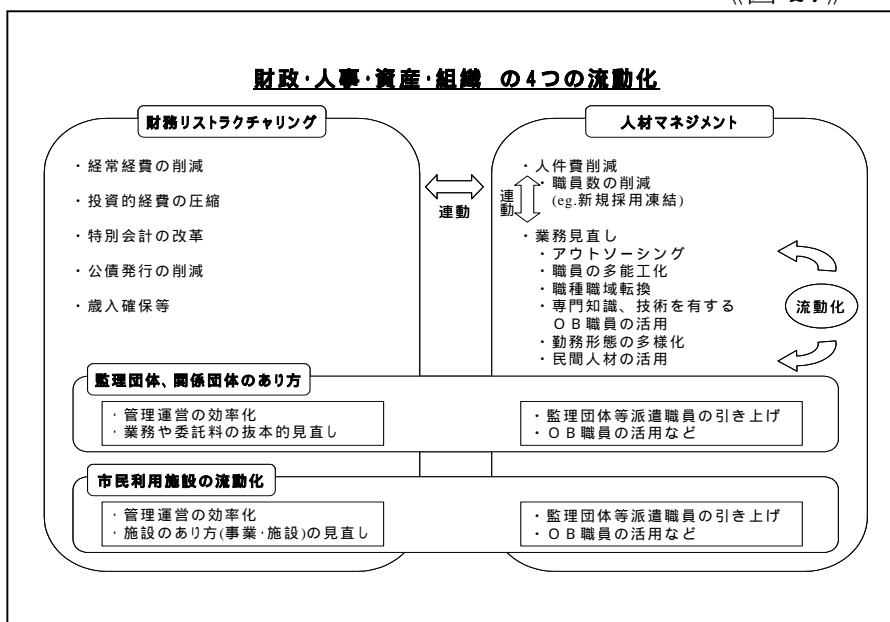 財政・人事・資産・組織 の4つの流動化
財務リストラクチャリング
・経常経費の削減
・投資的経費の圧縮
・特別会計の改革
・公債発行の削減
・歳入確保等
連動
人材マネジメント
・人件費削減
連動
・職員数の削減
(eg.新規採用凍結)
・業務見直し
・アウトソーシング
・職員の多能工化
・職種職域転換
・専門知識、技術を有する
OB職員の活用
・勤務形態の多様化
・民間人材の活用
流動化
監理団体、関係団体のあり方
・管理運営の効率化
・業務や委託料の抜本的見直し
・監理団体等派遣職員の引き上げ
・OB職員の活用など
市民利用施設の流動化
・管理運営の効率化
・施設のあり方(事業・施設)の見直し
・監理団体等派遣職員の引き上げ
・OB職員の活用など